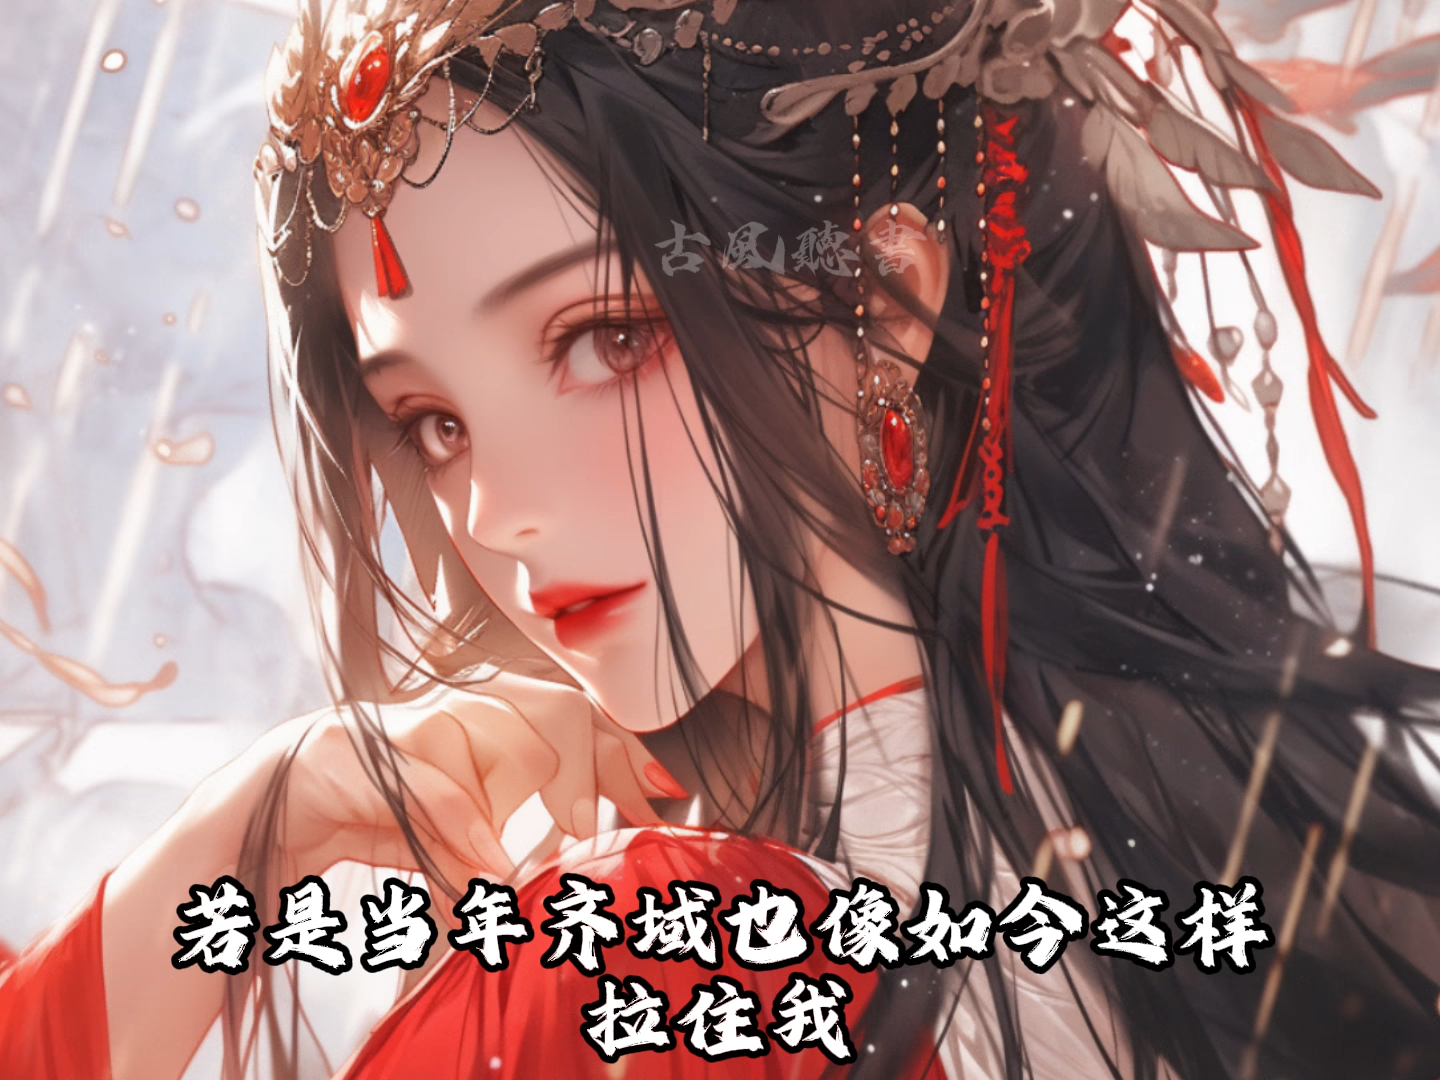 古風聽書
若是当年齐域也像如今这样
拉住我